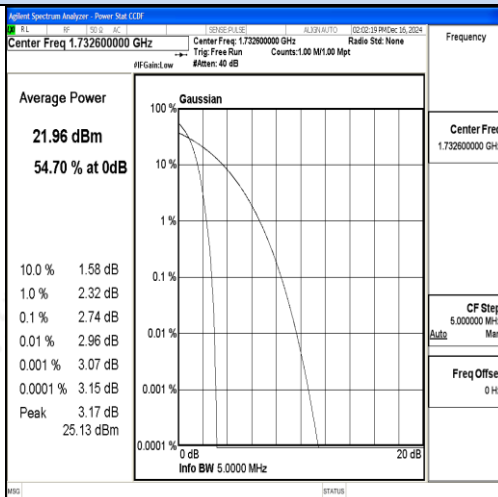 Agilent Spectrum Analyzer - Power Stat CCDF
RL RF 50 Ω AC SENSE:PULSE ALIGN AUTO 02:02:19 PM Dec 16, 2024
Center Freq 1.732600000 GHz
Center Freq: 1.732600000 GHz
Radio Std: None
Trig: Free Run Counts:1.00 M/1.00 Mpt
#IFGain:Low #Atten: 40 dB
Frequency
Average Power
21.96 dBm
54.70 % at 0dB
10.0 % 1.58 dB
1.0 % 2.32 dB
0.1 % 2.74 dB
0.01 % 2.96 dB
0.001 % 3.07 dB
0.0001 % 3.15 dB
Peak 3.17 dB
25.13 dBm
Gaussian
100 %
10 %
1 %
0.1 %
0.01 %
0.001 %
0.0001 %
0 dB 20 dB
Info BW 5.0000 MHz
Center Fre
1.732600000 GH
CF Step
5.000000 MH
Auto Ma
Freq Offse
0 H
MSG STATUS